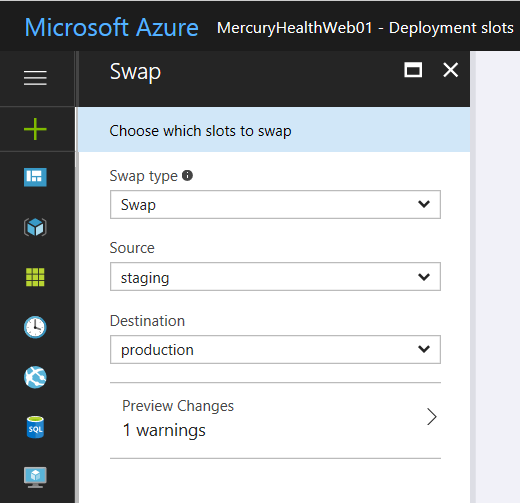 Microsoft Azure MercuryHealthWeb01 - Deployment slots
Swap
Choose which slots to swap
Swap type
Swap
Source
staging
Destination
production
Preview Changes
1 warnings
SQL